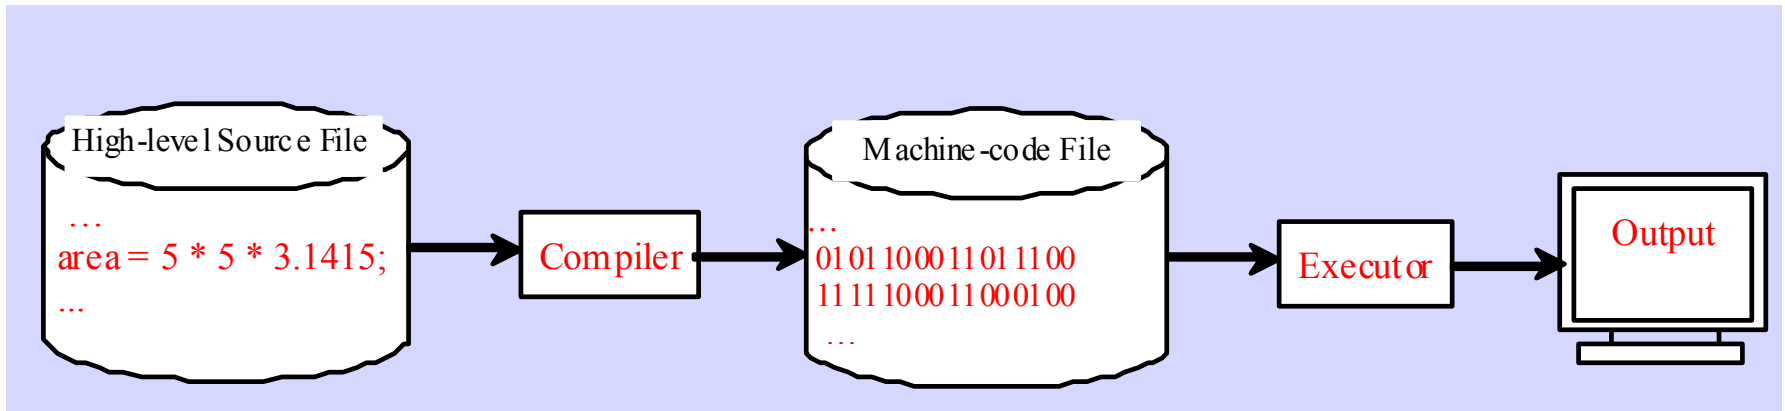 High-level Source File
...
area = 5 * 5 * 3.1415;
...
Compiler
Machine-code File
...
0101100011011100
1111100011000100
...
Executor
Output